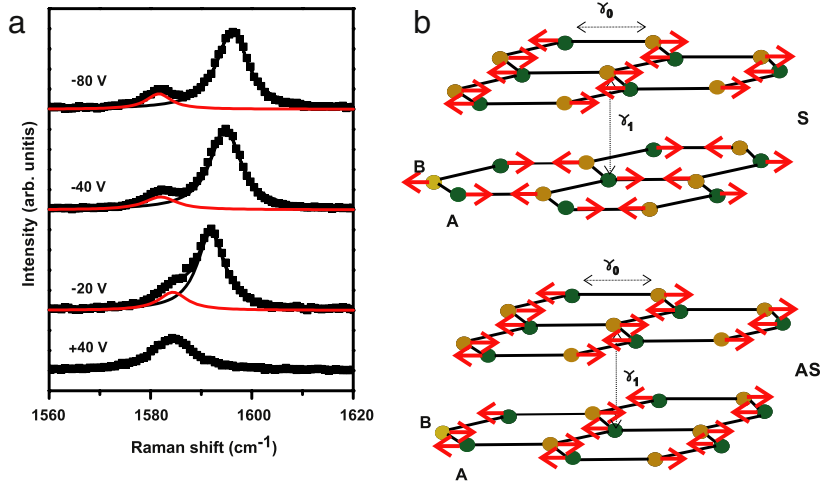 a
-80 V
-40 V
-20 V
+40 V
Intensity (arb. unitis)
1560
1580
1600
1620
Raman shift (cm-1)
b
γ0
γ1
S
B
A
γ0
γ1
AS
B
A